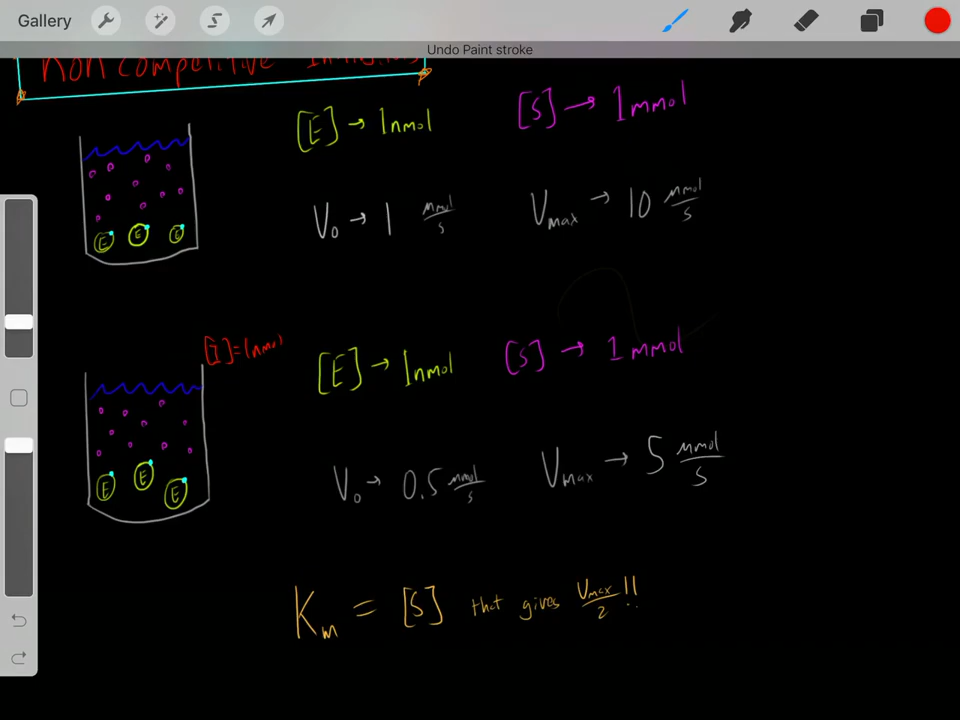 Gallery
Undo Paint stroke
Noncompetitive
[E] → 1nmol
[S] → 1mmol
E E E
V₀ → 1 mmol/s
Vmax → 10 mmol/s
[I]=1nmol
[E] → 1nmol
[S] → 1mmol
E E E
V₀ → 0.5 mmol/s
Vmax → 5 mmol/s
Km = [S] that gives Vmax/2 !!